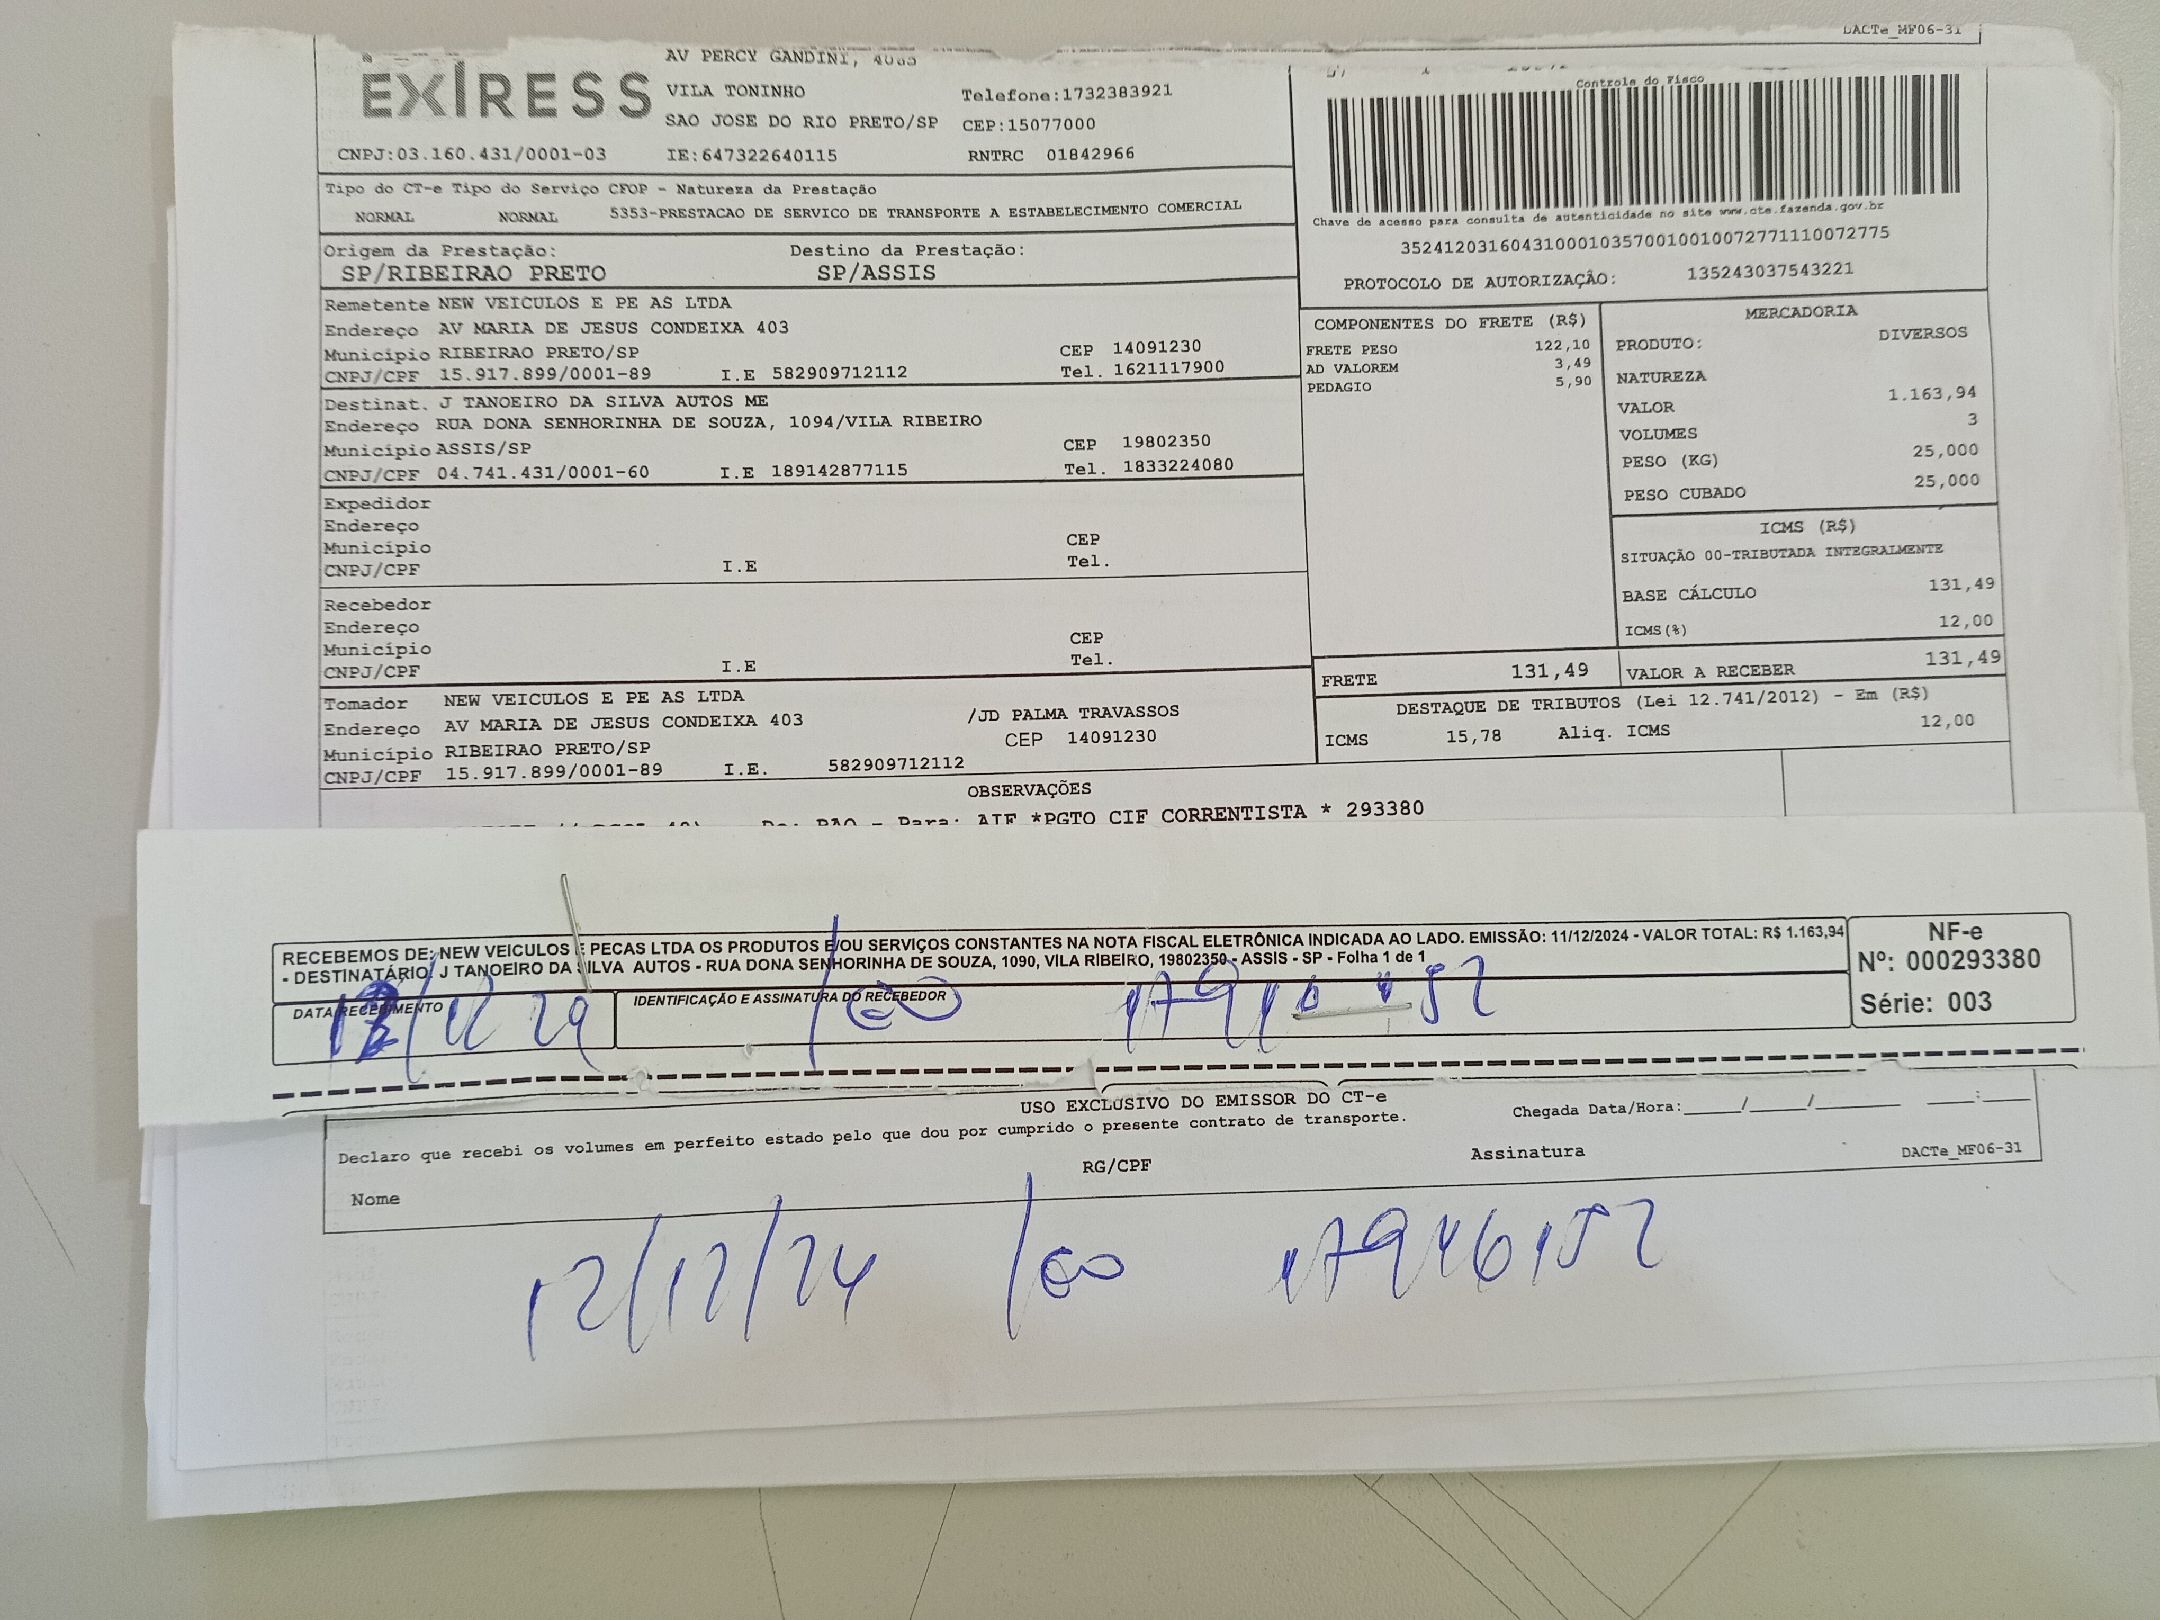 DACTe_MF06-31
EXIRESS
AV PERCY GANDINI, 4085
VILA TONINHO Telefone:1732383921
SAO JOSE DO RIO PRETO/SP CEP:15077000
CNPJ:03.160.431/0001-03 IE:647322640115 RNTRC 01842966
Controle do Fisco
Tipo do CT-e Tipo do Serviço CFOP - Natureza da Prestação
NORMAL NORMAL 5353-PRESTACAO DE SERVICO DE TRANSPORTE A ESTABELECIMENTO COMERCIAL
Chave de acesso para consulta de autenticidade no site www.cte.fazenda.gov.br
35241203160431000103570010010072771110072775
PROTOCOLO DE AUTORIZAÇÃO: 135243037543221
Origem da Prestação: Destino da Prestação:
SP/RIBEIRAO PRETO SP/ASSIS
Remetente NEW VEICULOS E PE AS LTDA
Endereço AV MARIA DE JESUS CONDEIXA 403
Município RIBEIRAO PRETO/SP CEP 14091230
CNPJ/CPF 15.917.899/0001-89 I.E 582909712112 Tel. 1621117900
Destinat. J TANOEIRO DA SILVA AUTOS ME
Endereço RUA DONA SENHORINHA DE SOUZA, 1094/VILA RIBEIRO
Município ASSIS/SP CEP 19802350
CNPJ/CPF 04.741.431/0001-60 I.E 189142877115 Tel. 1833224080
Expedidor
Endereço
Município CEP
CNPJ/CPF I.E Tel.
Recebedor
Endereço
Município CEP
CNPJ/CPF I.E Tel.
Tomador NEW VEICULOS E PE AS LTDA
Endereço AV MARIA DE JESUS CONDEIXA 403 /JD PALMA TRAVASSOS
Município RIBEIRAO PRETO/SP CEP 14091230
CNPJ/CPF 15.917.899/0001-89 I.E. 582909712112
COMPONENTES DO FRETE (R$)
FRETE PESO 122,10
AD VALOREM 3,49
PEDAGIO 5,90
MERCADORIA
PRODUTO: DIVERSOS
NATUREZA
VALOR 1.163,94
VOLUMES 3
PESO (KG) 25,000
PESO CUBADO 25,000
ICMS (R$)
SITUAÇÃO 00-TRIBUTADA INTEGRALMENTE
BASE CÁLCULO 131,49
ICMS(%) 12,00
FRETE 131,49 VALOR A RECEBER 131,49
DESTAQUE DE TRIBUTOS (Lei 12.741/2012) - Em (R$)
ICMS 15,78 Aliq. ICMS 12,00
OBSERVAÇÕES
De: RAO - Para: AIF *PGTO CIF CORRENTISTA * 293380
RECEBEMOS DE: NEW VEICULOS E PECAS LTDA OS PRODUTOS E/OU SERVIÇOS CONSTANTES NA NOTA FISCAL ELETRÔNICA INDICADA AO LADO. EMISSÃO: 11/12/2024 - VALOR TOTAL: R$ 1.163,94
- DESTINATÁRIO: J TANOEIRO DA SILVA AUTOS - RUA DONA SENHORINHA DE SOUZA, 1090, VILA RIBEIRO, 19802350 - ASSIS - SP - Folha 1 de 1
NF-e
Nº: 000293380
Série: 003
DATA RECEBIMENTO IDENTIFICAÇÃO E ASSINATURA DO RECEBEDOR
USO EXCLUSIVO DO EMISSOR DO CT-e
Declaro que recebi os volumes em perfeito estado pelo que dou por cumprido o presente contrato de transporte. Chegada Data/Hora:____/____/______ ____:____
Nome RG/CPF Assinatura DACTe_MF06-31
12/12/24 17946152